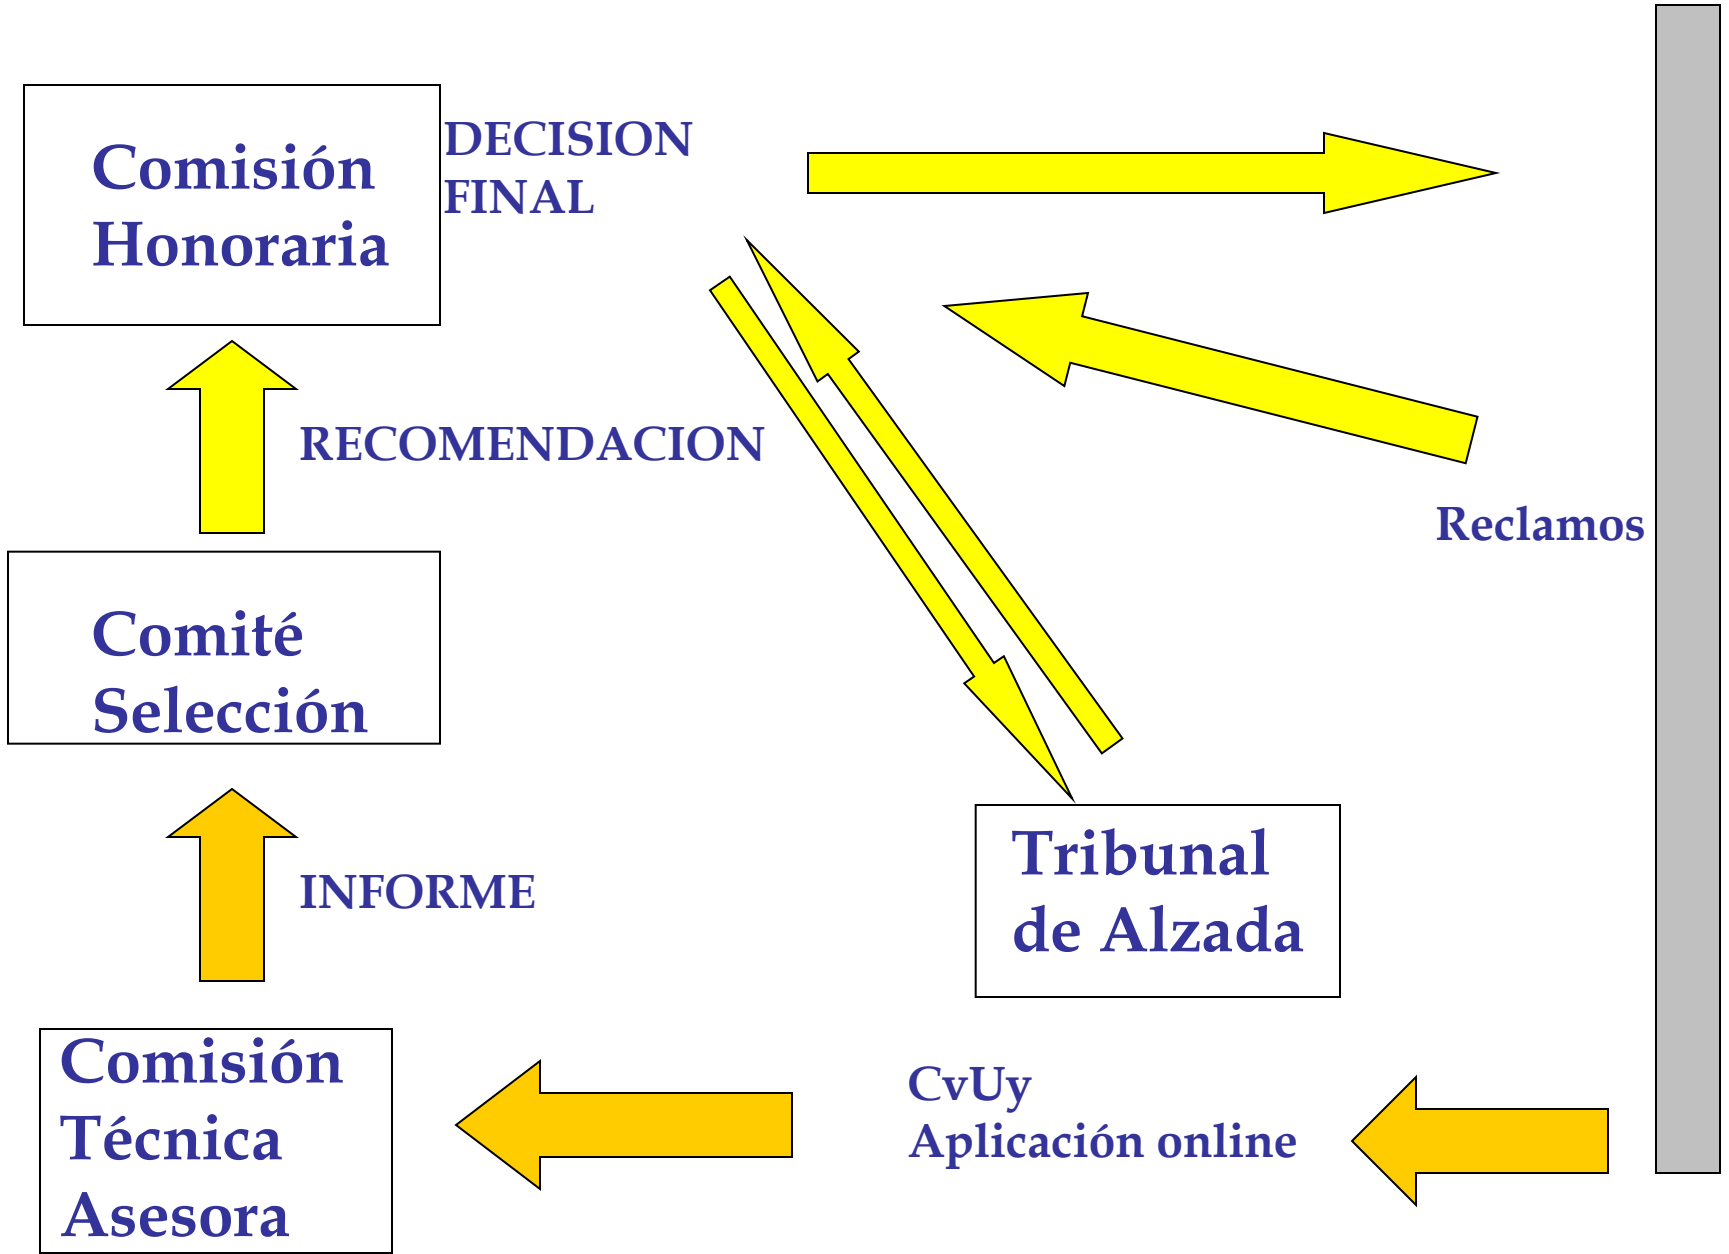 Comisión
Honoraria
DECISION
FINAL
RECOMENDACION
Reclamos
Comité
Selección
INFORME
Tribunal
de Alzada
Comisión
Técnica
Asesora
CvUy
Aplicación online